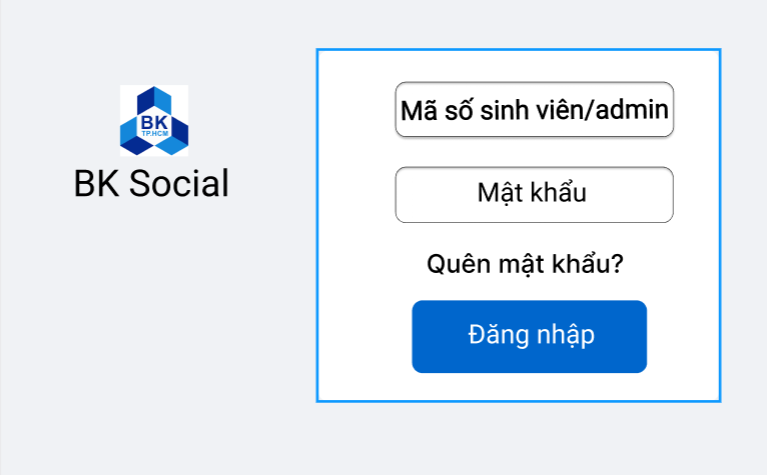 BK
TP.HCM
BK Social
Mã số sinh viên/admin
Mật khẩu
Quên mật khẩu?
Đăng nhập